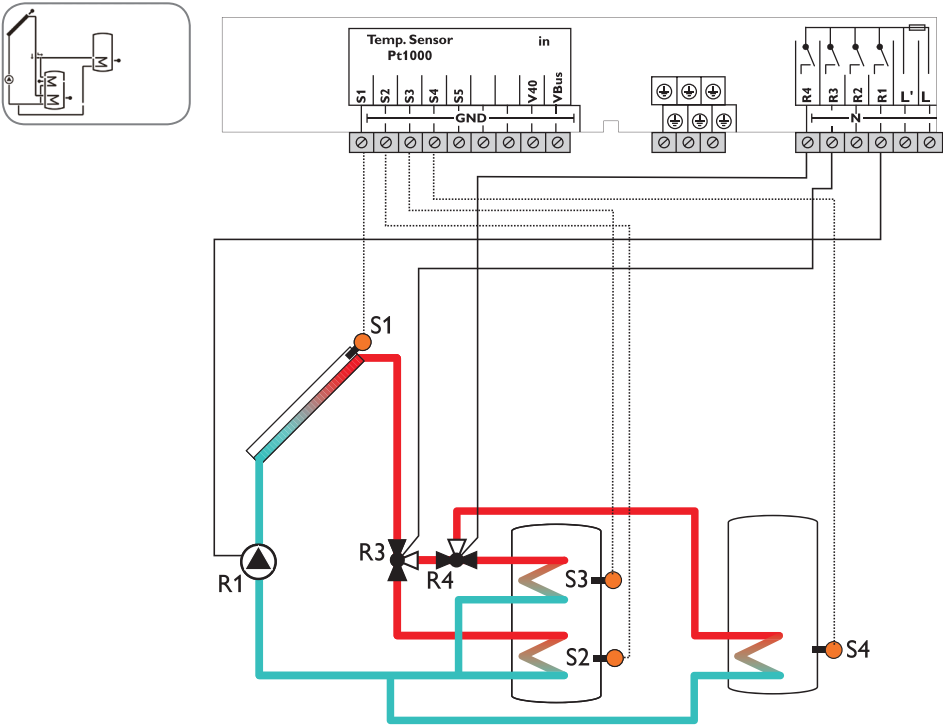 Temp. Sensor in
Pt1000
S1 S2 S3 S4 S5 V40 VBus
GND
R4 R3 R2 R1 L' L
N
S1
R3
R4
R1
S3
S2
S4
M
M
M